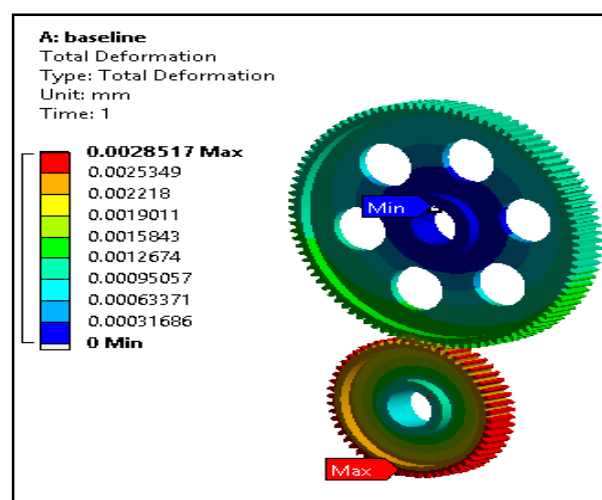 A: baseline
Total Deformation
Type: Total Deformation
Unit: mm
Time: 1
0.0028517 Max
0.0025349
0.002218
0.0019011
0.0015843
0.0012674
0.00095057
0.00063371
0.00031686
0 Min
Min
Max